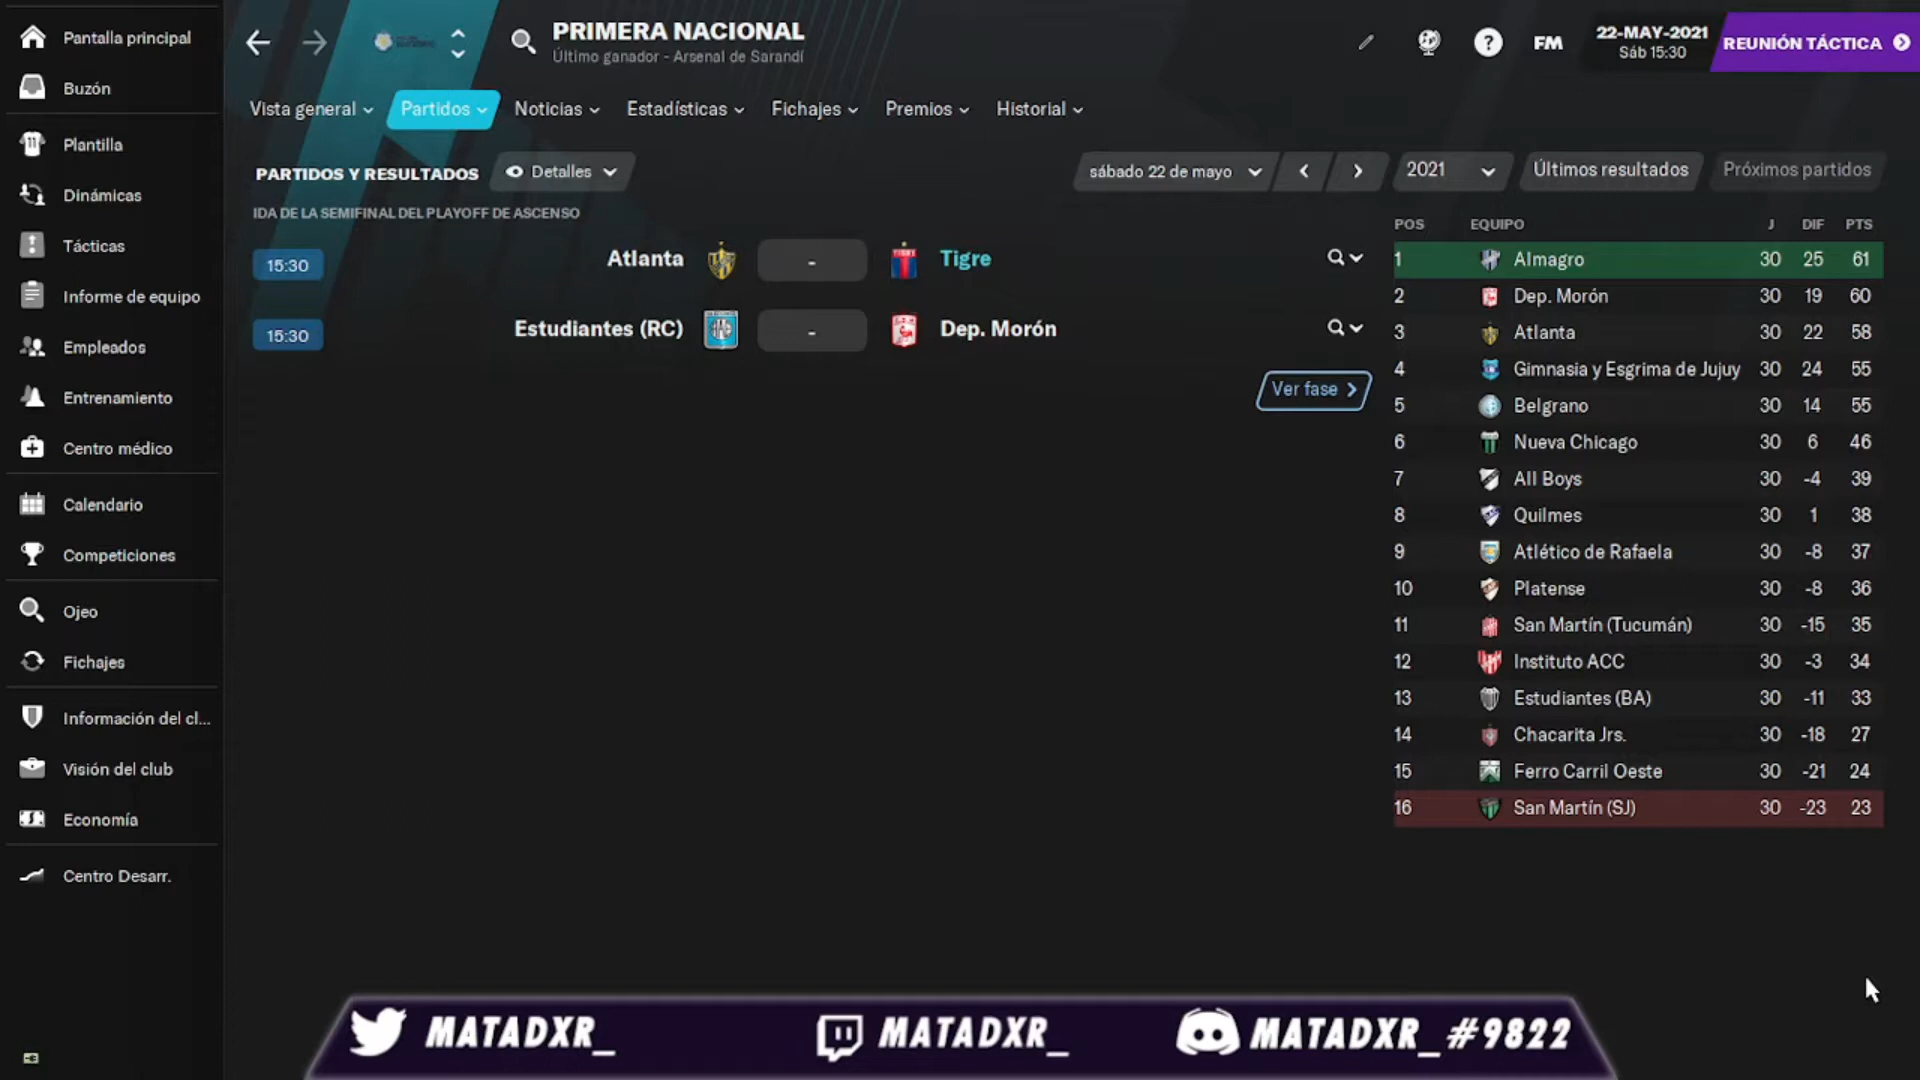 Pantalla principal
Buzón
Plantilla
Dinámicas
Tácticas
Informe de equipo
Empleados
Entrenamiento
Centro médico
Calendario
Competiciones
Ojeo
Fichajes
Información del cl...
Visión del club
Economía
Centro Desarr.
PRIMERA NACIONAL
Último ganador - Arsenal de Sarandí
FM
22-MAY-2021
Sáb 15:30
REUNIÓN TÁCTICA
Vista general Partidos Noticias Estadísticas Fichajes Premios Historial
PARTIDOS Y RESULTADOS Detalles sábado 22 de mayo 2021 Últimos resultados Próximos partidos
IDA DE LA SEMIFINAL DEL PLAYOFF DE ASCENSO
15:30 Atlanta - Tigre
15:30 Estudiantes (RC) - Dep. Morón
Ver fase
POS EQUIPO J DIF PTS
1 Almagro 30 25 61
2 Dep. Morón 30 19 60
3 Atlanta 30 22 58
4 Gimnasia y Esgrima de Jujuy 30 24 55
5 Belgrano 30 14 55
6 Nueva Chicago 30 6 46
7 All Boys 30 -4 39
8 Quilmes 30 1 38
9 Atlético de Rafaela 30 -8 37
10 Platense 30 -8 36
11 San Martín (Tucumán) 30 -15 35
12 Instituto ACC 30 -3 34
13 Estudiantes (BA) 30 -11 33
14 Chacarita Jrs. 30 -18 27
15 Ferro Carril Oeste 30 -21 24
16 San Martín (SJ) 30 -23 23
MATADXR_ MATADXR_ MATADXR_#9822